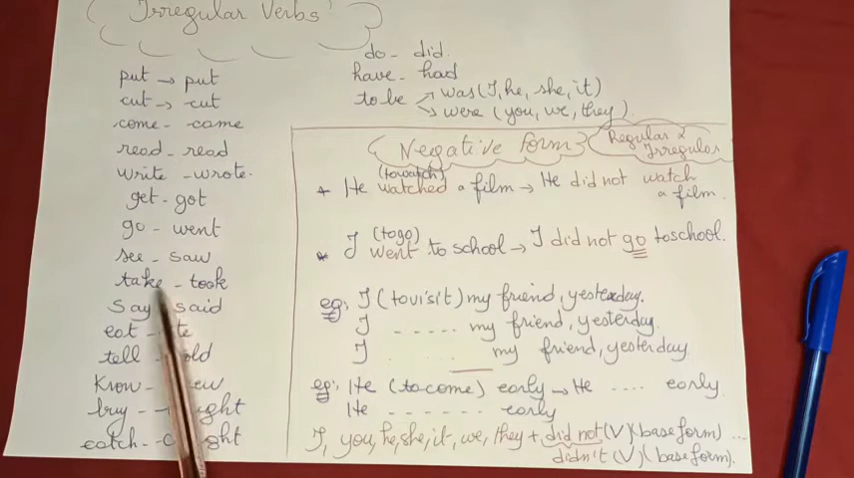 Irregular Verbs
put → put
cut → cut
come - came
read - read
write - wrote.
get - got
go - went
see - saw
take - took
say said
eat
tell
know -
buy -
catch -
do - did.
have - had
to be was (I, he, she, it)
were (you, we, they)
Negative form
Regular &
Irregular
(to watch)
+ He watched a film → He did not watch
a film.
(to go)
* I went to school → I did not go to school.
eg: I (to visit) my friend, yesterday.
I ----- my friend, yesterday.
I ..... my friend, yesterday
eg: He (to come) early → He .... early.
He ------ early
I, you, he, she, it, we, they + did not (V) (base form) ...
didn't (V) (base form).